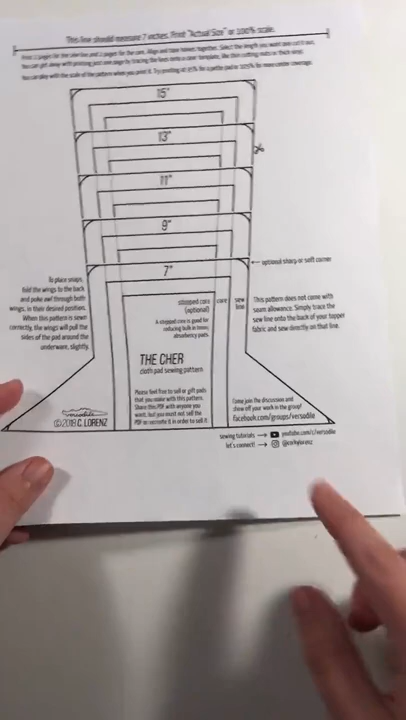 This line should measure 7 inches. Print "Actual Size" or 100% scale.
15"
13"
11"
9"
7"
optional sharp or soft corner
To place snaps,
fold the wings to the back
and poke awl through both
wings, in their desired position.
When this pattern is sewn
correctly, the wings will pull the
sides of the pad around the
underwear, slightly.
stepped core
(optional)
A stepped core is good for
reducing bulk in
absorbency pads.
core
sew
line
This pattern does not come with
seam allowance. Simply trace the
sew line onto the back of your topper
fabric and sew directly on that line.
THE CHER
cloth pad sewing pattern
Please feel free to sell or gift pads
that you make with this pattern.
Share this PDF with anyone you
want, but you must not sell the
PDF or recreate it in order to sell it.
Come join the discussion and
show off your work in the group!
facebook.com/groups/versodile
versodile
©2018 C. LORENZ
sewing tutorials → youtube.com/c/versodile
let's connect! → @corkylorenz